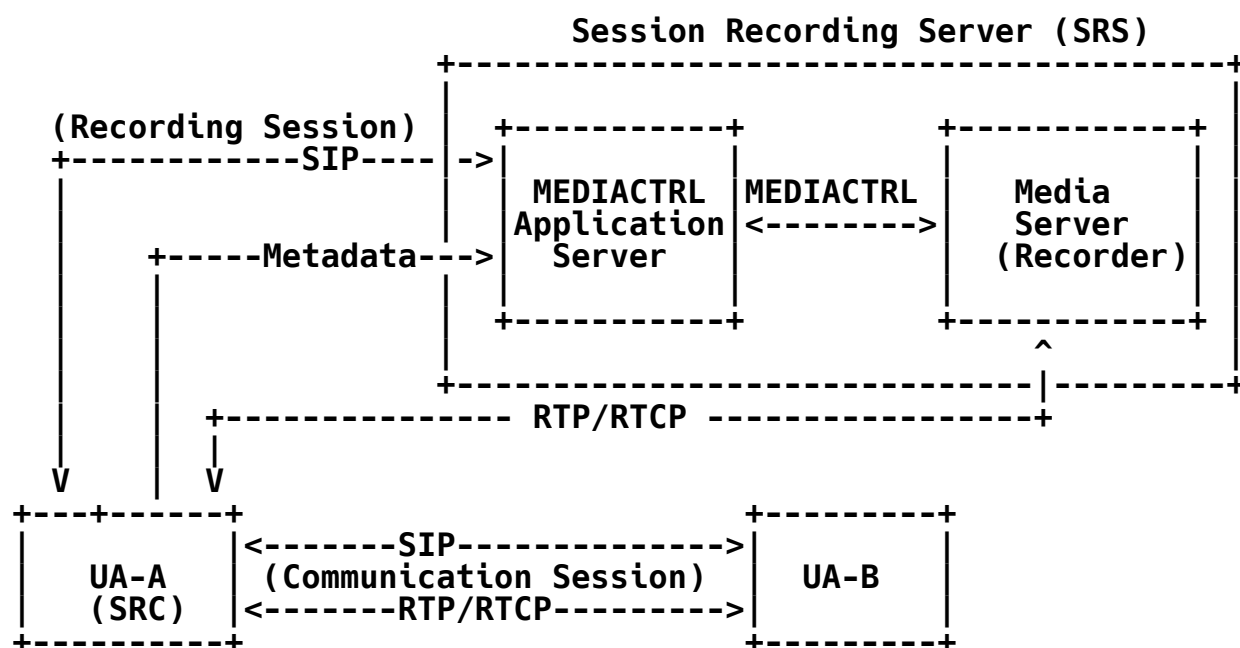 Session Recording Server (SRS)
(Recording Session)
SIP
MEDIACTRL MEDIACTRL Media
Application Server
Metadata Server (Recorder)
RTP/RTCP
SIP
UA-A (Communication Session) UA-B
(SRC) RTP/RTCP